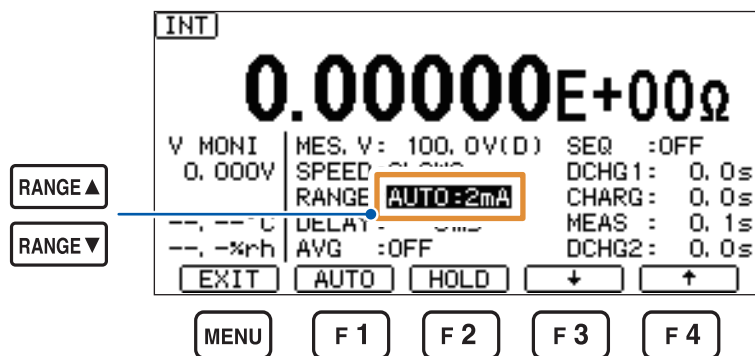 INT
0.00000E+00Ω
V MONI MES. V: 100.0V(D) SEQ :OFF
0.000V SPEED DCHG1: 0.0s
RANGE▲ RANGE AUTO:2mA CHARG: 0.0s
--.--°C DELAY: MEAS : 0.1s
RANGE▼ --.-%rh AVG :OFF DCHG2: 0.0s
EXIT AUTO HOLD ↓ ↑
MENU F1 F2 F3 F4